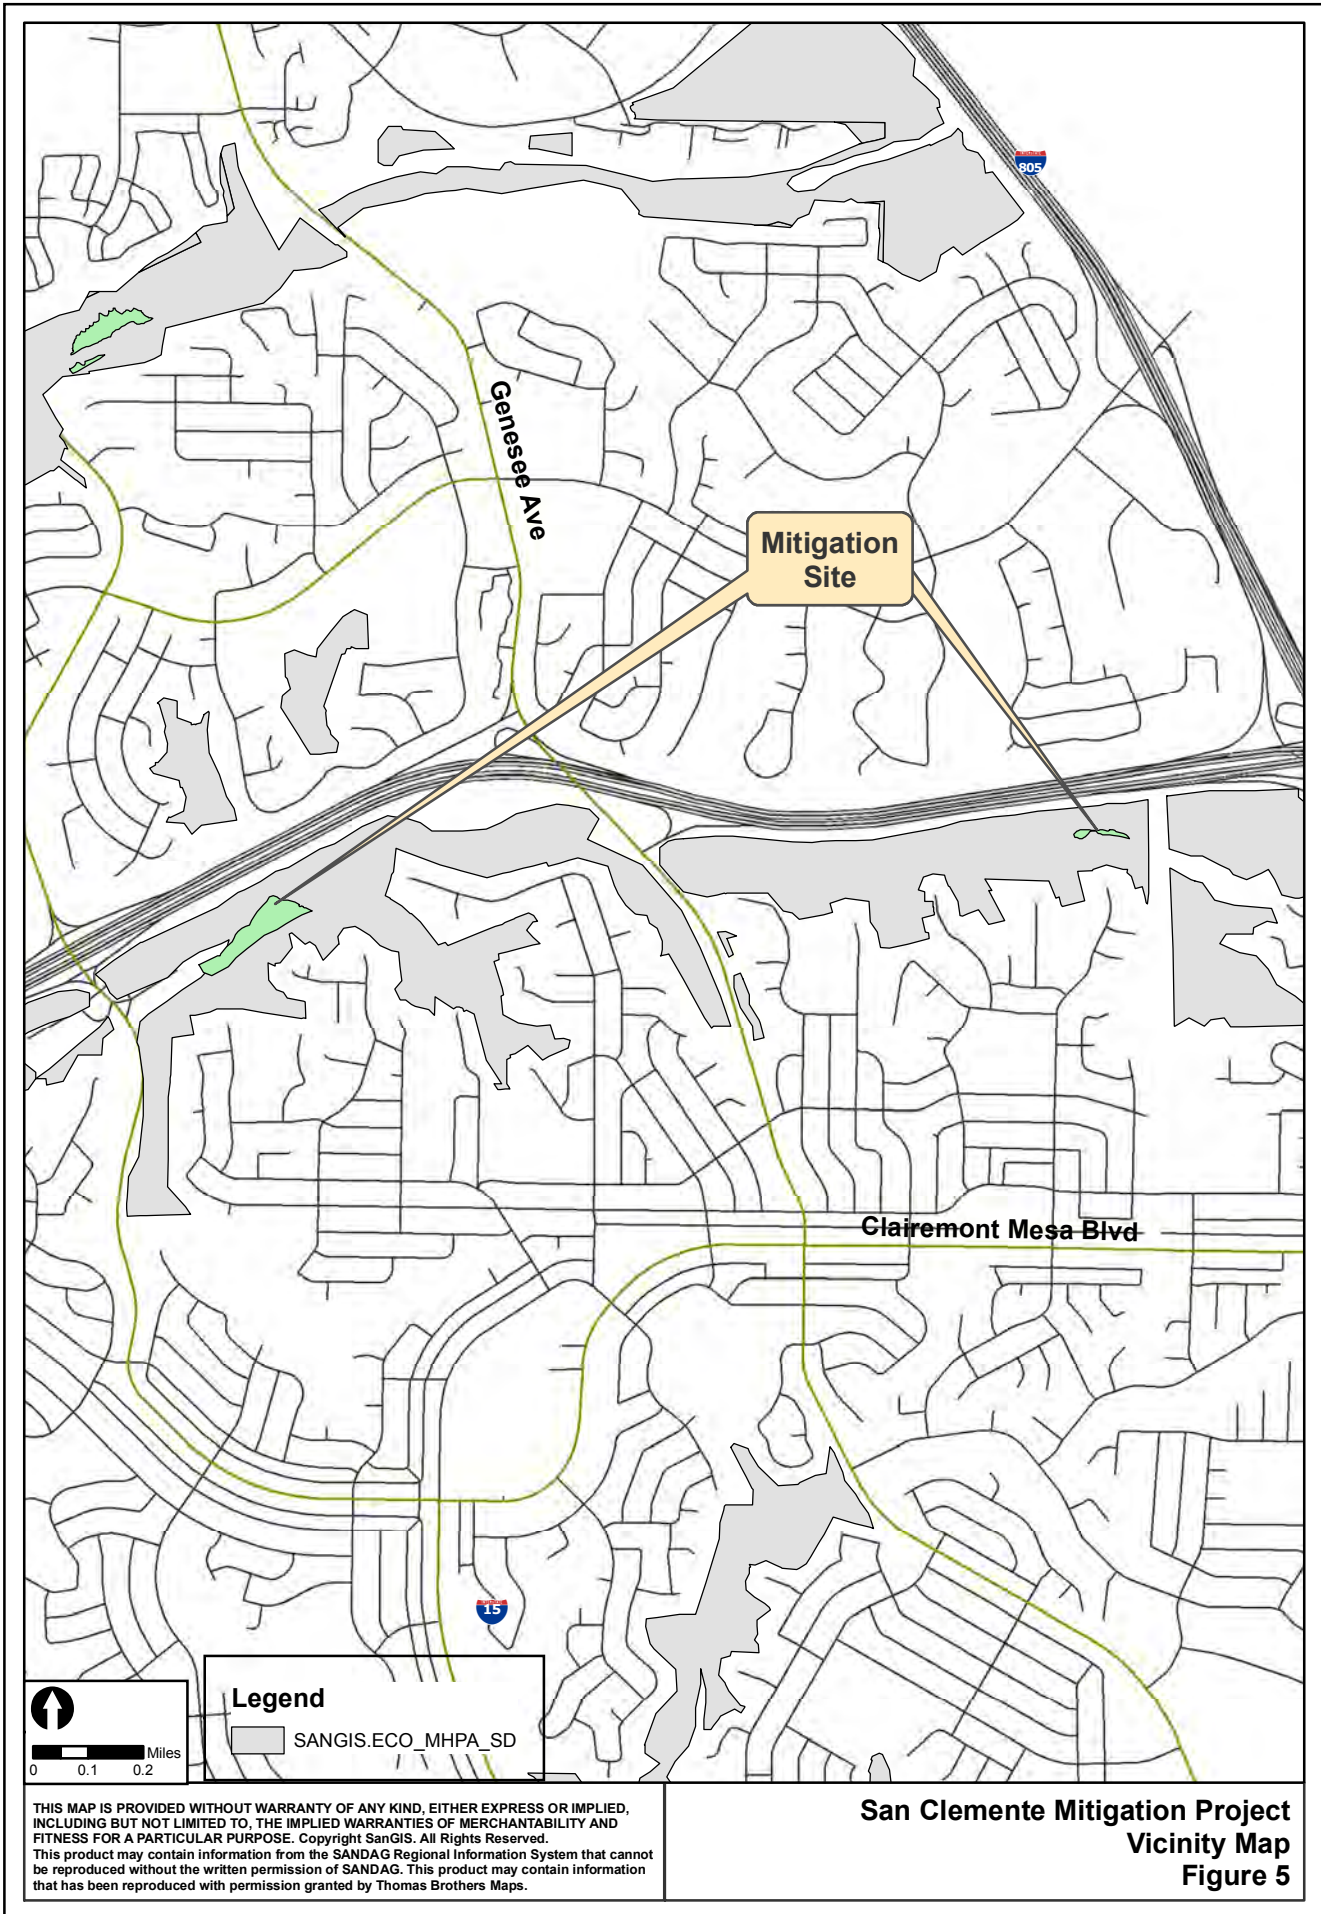 805
Genesee Ave
Mitigation
Site
Clairemont Mesa Blvd
15
Legend
SANGIS.ECO_MHPA_SD
Miles
0 0.1 0.2
THIS MAP IS PROVIDED WITHOUT WARRANTY OF ANY KIND, EITHER EXPRESS OR IMPLIED,
INCLUDING BUT NOT LIMITED TO, THE IMPLIED WARRANTIES OF MERCHANTABILITY AND
FITNESS FOR A PARTICULAR PURPOSE. Copyright SanGIS. All Rights Reserved.
This product may contain information from the SANDAG Regional Information System that cannot
be reproduced without the written permission of SANDAG. This product may contain information
that has been reproduced with permission granted by Thomas Brothers Maps.
San Clemente Mitigation Project
Vicinity Map
Figure 5